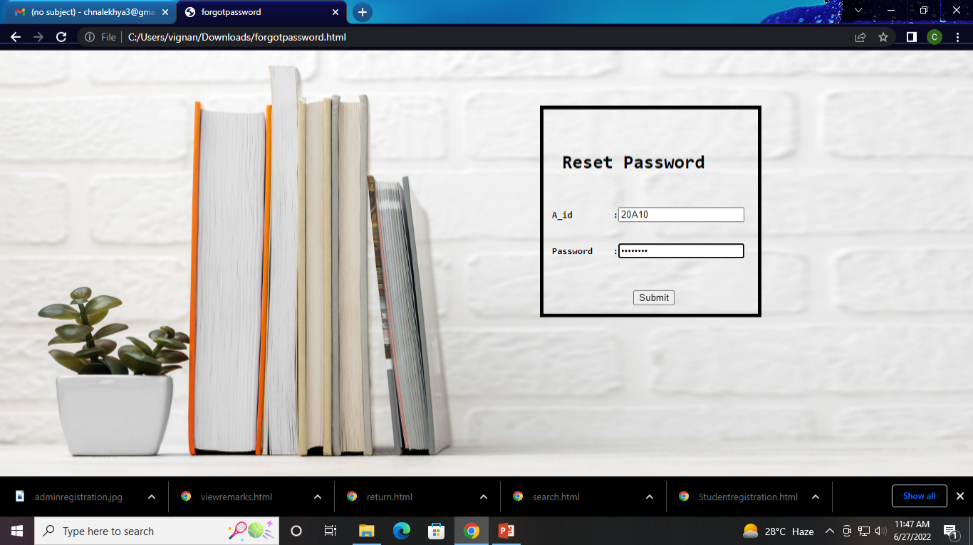 (no subject) - chnalekhya3@gma
forgotpassword
File
C:/Users/vignan/Downloads/forgotpassword.html
C
Reset Password
A_id : 20A10
Password : ••••••••
Submit
adminregistration.jpg
viewremarks.html
return.html
search.html
Studentregistration.html
Show all
Type here to search
28°C Haze
11:47 AM
6/27/2022
1